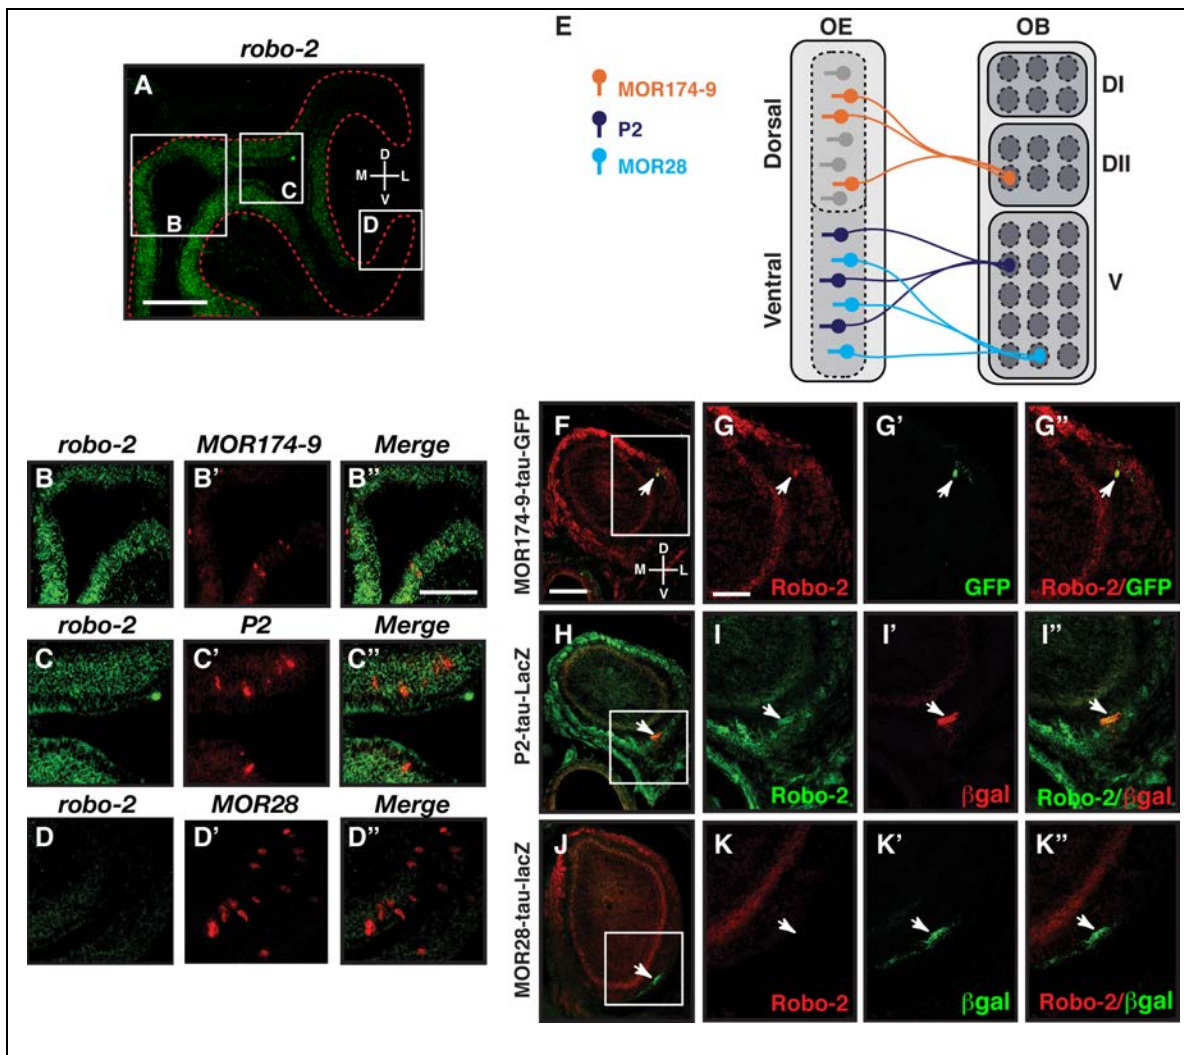 robo-2
A
B
C
D
D
M L
V
E
OE OB
MOR174-9
P2
MOR28
Dorsal
Ventral
DI
DII
V
robo-2 MOR174-9 Merge
B B' B"
robo-2 P2 Merge
C C' C"
robo-2 MOR28 Merge
D D' D"
MOR174-9-tau-GFP
F G G' G"
D
M L
V
Robo-2 GFP Robo-2/GFP
P2-tau-LacZ
H I I' I"
Robo-2 βgal Robo-2/βgal
MOR28-tau-lacZ
J K K' K"
Robo-2 βgal Robo-2/βgal